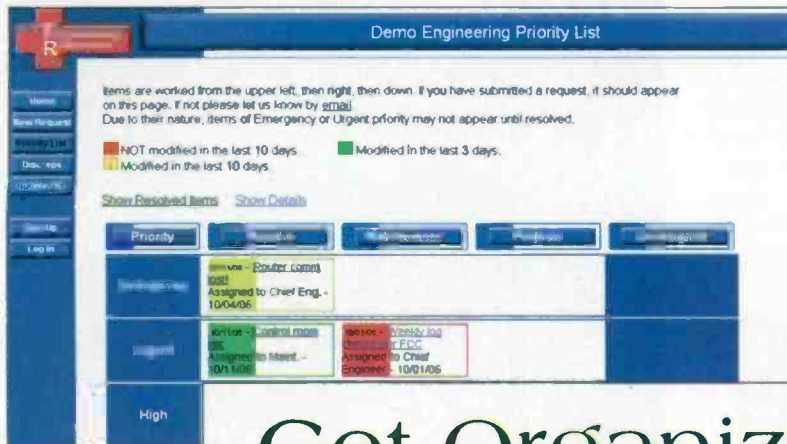 R
Demo Engineering Priority List
Items are worked from the upper left, then right, then down. If you have submitted a request, it should appear
on this page. If not please let us know by email.
Due to their nature, items of Emergency or Urgent priority may not appear until resolved.
NOT modified in the last 10 days.
Modified in the last 3 days.
Modified in the last 10 days
Show Resolved Items Show Details
Home
New Request
Priority List
Sign Up
Log In
Priority
- Router comm
lost!
Assigned to Chief Eng. -
10/04/06
Urgent
- Control room
Assigned to Maint. -
10/11/06
- Weekly log
FCC
Assigned to Chief
Engineer - 10/01/06
High